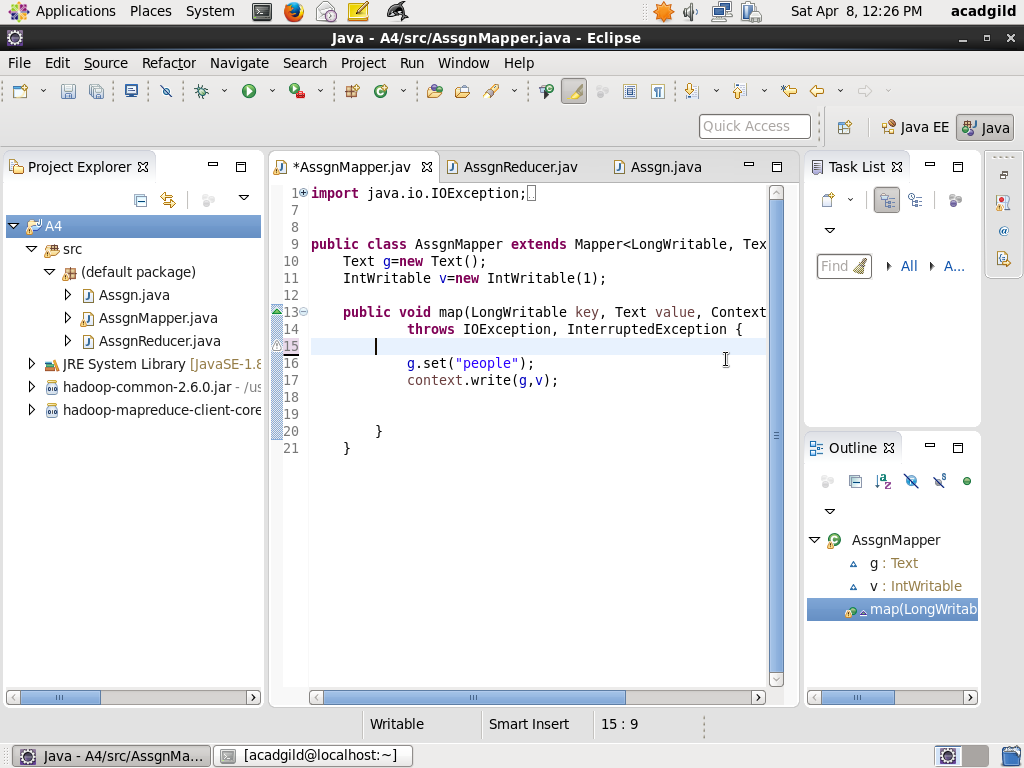 Applications Places System Sat Apr 8, 12:26 PM acadgild
Java - A4/src/AssgnMapper.java - Eclipse
File Edit Source Refactor Navigate Search Project Run Window Help
Quick Access Java EE Java
Project Explorer
A4
src
(default package)
Assgn.java
AssgnMapper.java
AssgnReducer.java
JRE System Library [JavaSE-1.8
hadoop-common-2.6.0.jar - /us
hadoop-mapreduce-client-core
*AssgnMapper.jav AssgnReducer.jav Assgn.java
1 import java.io.IOException;
7
8
9 public class AssgnMapper extends Mapper<LongWritable, Tex
10 Text g=new Text();
11 IntWritable v=new IntWritable(1);
12
13 public void map(LongWritable key, Text value, Context
14 throws IOException, InterruptedException {
15
16 g.set("people");
17 context.write(g,v);
18
19
20 }
21 }
Task List
Find All A...
Outline
AssgnMapper
g : Text
v : IntWritable
map(LongWritab
Writable Smart Insert 15 : 9
Java - A4/src/AssgnMa... [acadgild@localhost:~]